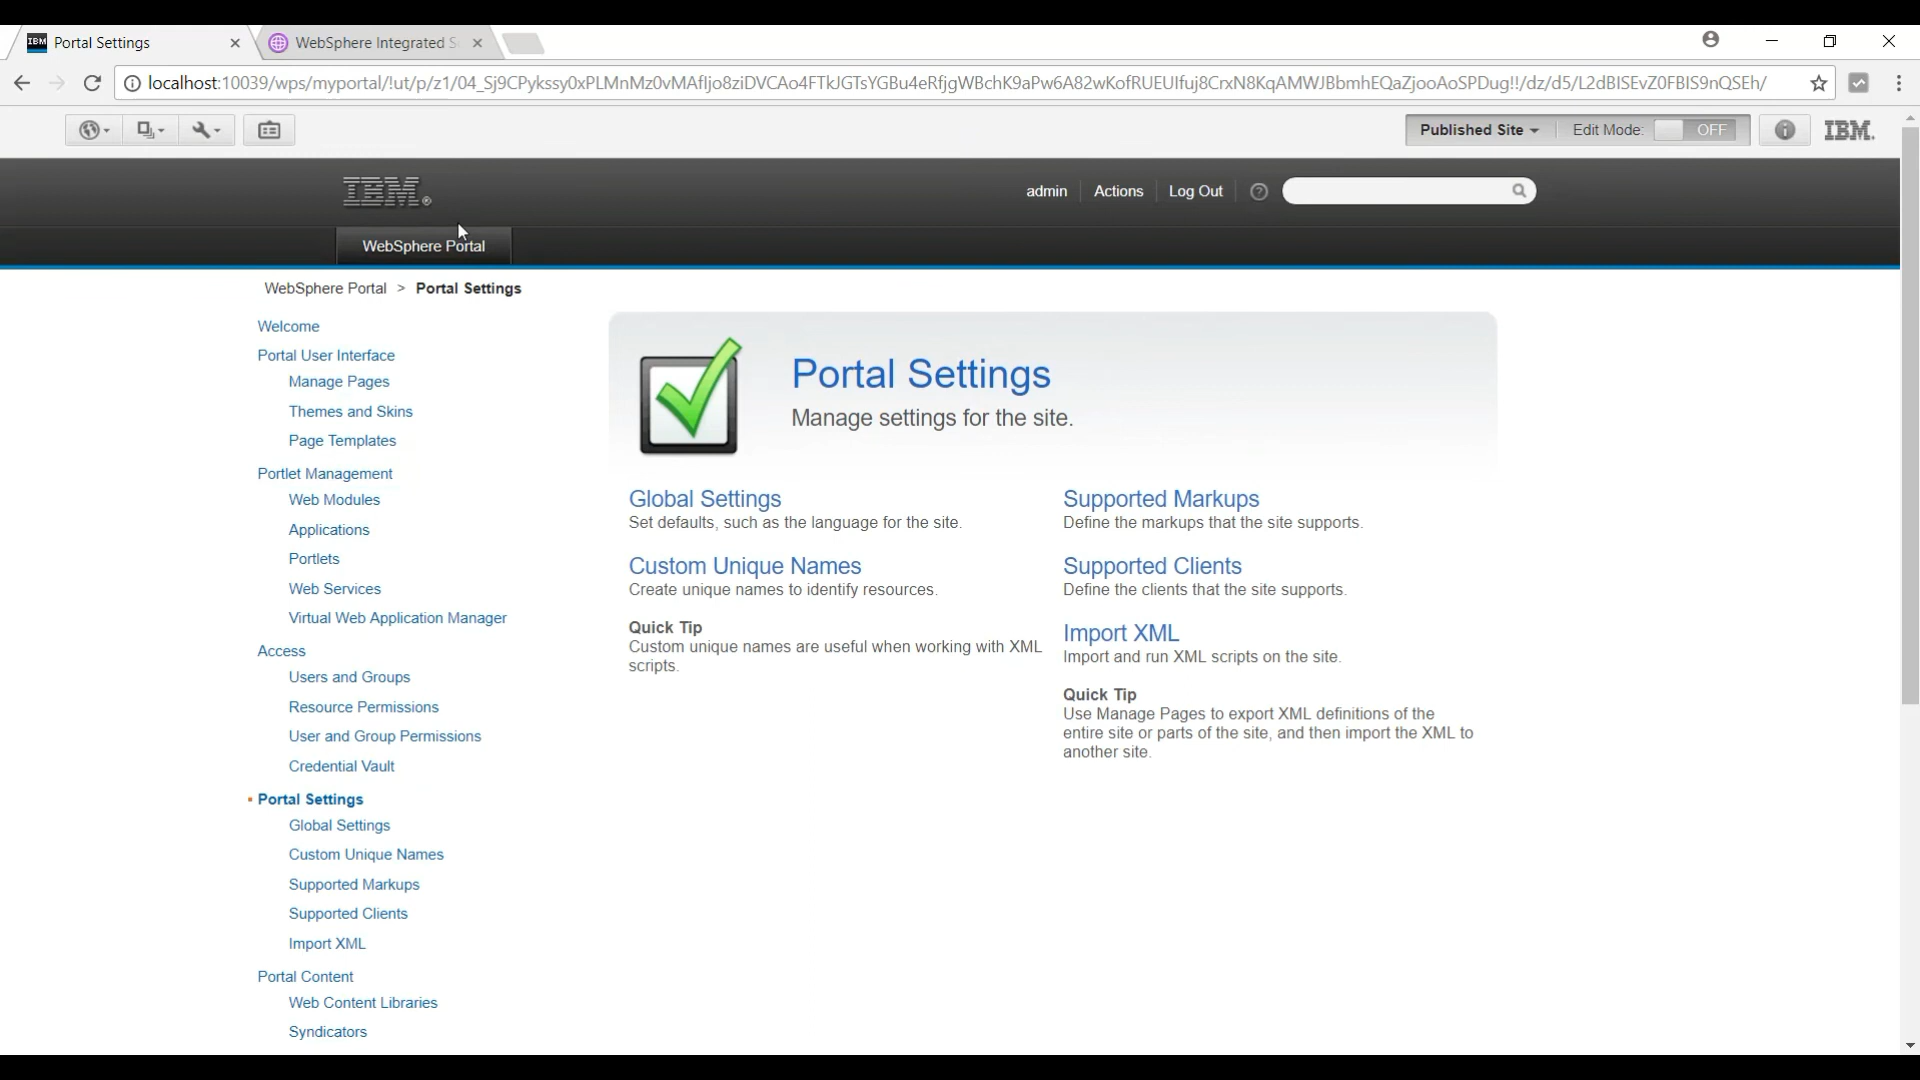 IBM Portal Settings
WebSphere Integrated S
localhost:10039/wps/myportal/!ut/p/z1/04_Sj9CPykssy0xPLMnMz0vMAfIjo8ziDVCAo4FTkJGTsYGBu4eRfjgWBchK9aPw6A82wKofRUEUIfuj8CrxN8KqAMWJBbmhEQaZjooAoSPDug!!/dz/d5/L2dBISEvZ0FBIS9nQSEh/
Published Site
Edit Mode:
OFF
IBM.
IBM®
admin
Actions
Log Out
WebSphere Portal
WebSphere Portal > Portal Settings
Welcome
Portal User Interface
Manage Pages
Themes and Skins
Page Templates
Portlet Management
Web Modules
Applications
Portlets
Web Services
Virtual Web Application Manager
Access
Users and Groups
Resource Permissions
User and Group Permissions
Credential Vault
Portal Settings
Global Settings
Custom Unique Names
Supported Markups
Supported Clients
Import XML
Portal Content
Web Content Libraries
Syndicators
Portal Settings
Manage settings for the site.
Global Settings
Set defaults, such as the language for the site.
Custom Unique Names
Create unique names to identify resources.
Quick Tip
Custom unique names are useful when working with XML
scripts.
Supported Markups
Define the markups that the site supports.
Supported Clients
Define the clients that the site supports.
Import XML
Import and run XML scripts on the site.
Quick Tip
Use Manage Pages to export XML definitions of the
entire site or parts of the site, and then import the XML to
another site.